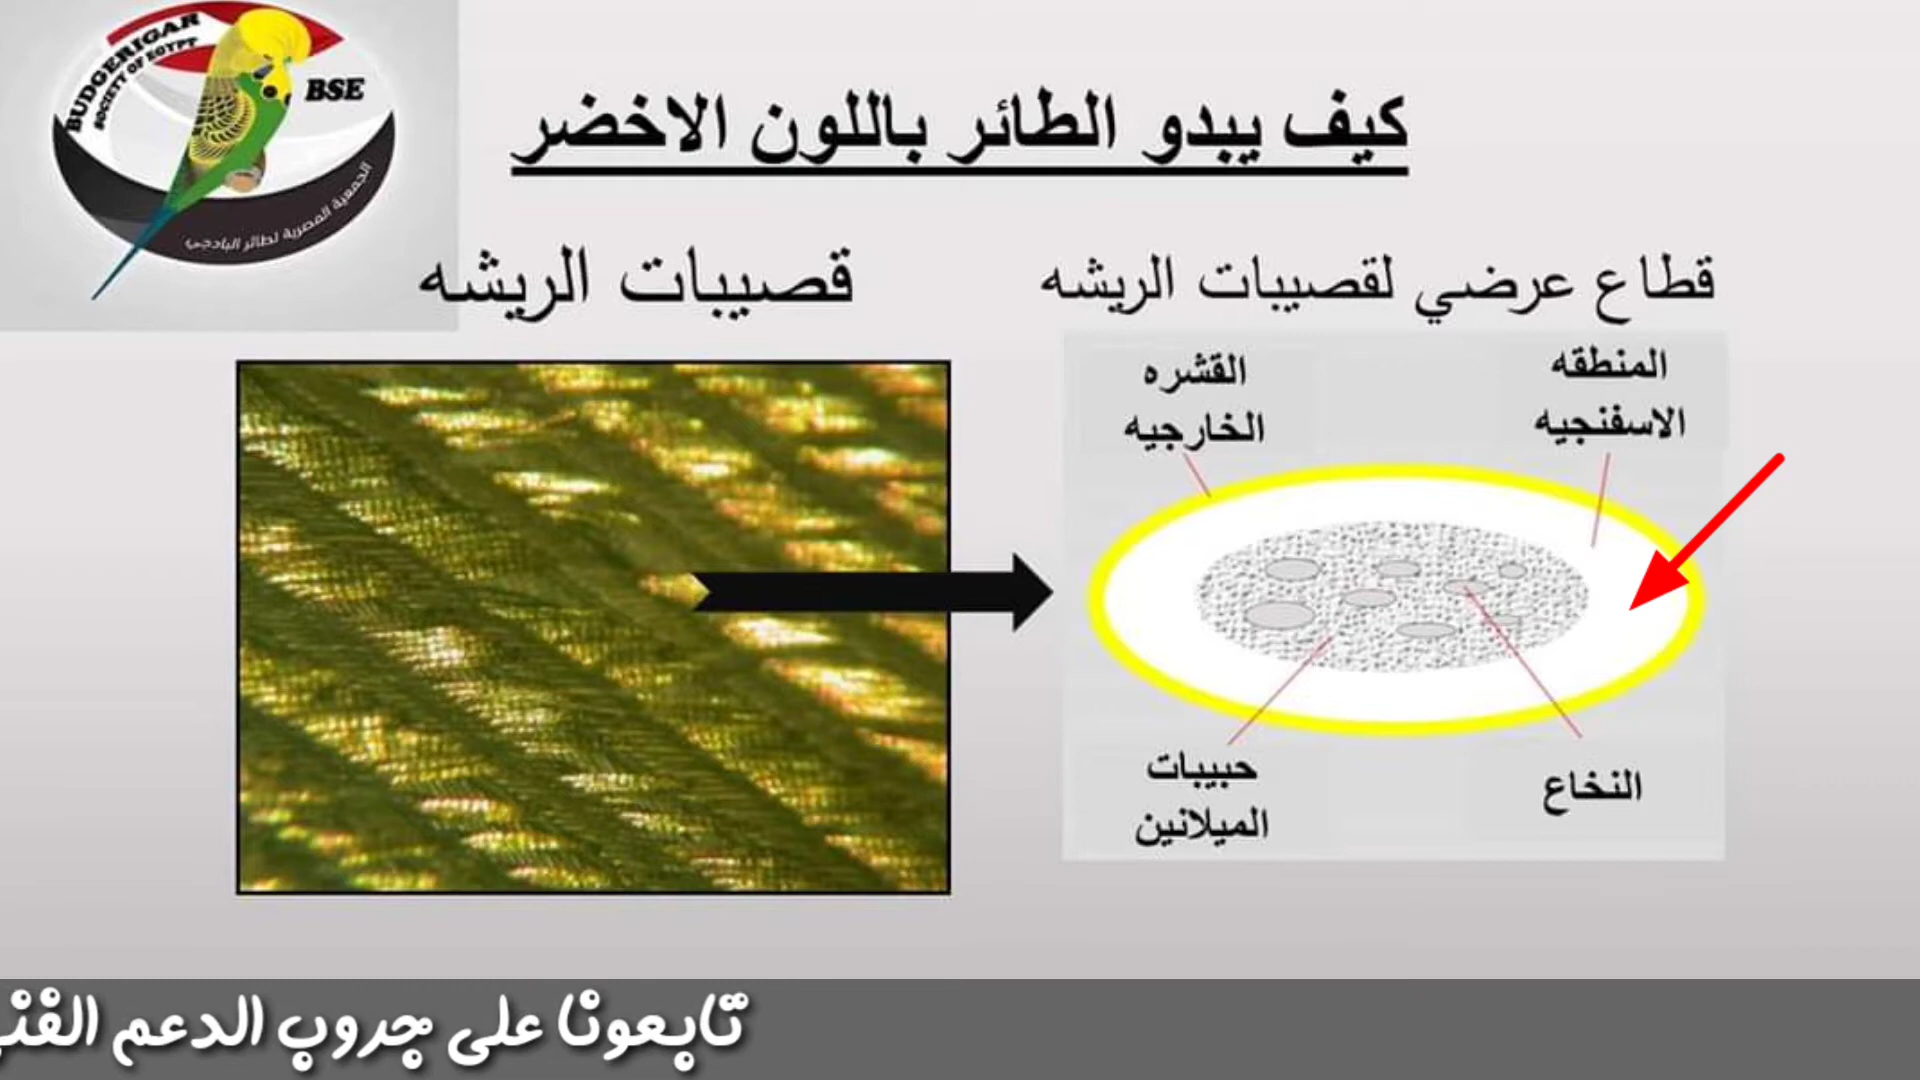 BUDGERIGAR
SOCIETY OF EGYPT
BSE
الجمعية المصرية لطائر البادجي
كيف يبدو الطائر باللون الاخضر
قطاع عرضي لقصيبات الريشه
قصيبات الريشه
المنطقه
الاسفنجيه
القشره
الخارجيه
حبيبات
الميلانين
النخاع
تابعونا على جروب الدعم الفني